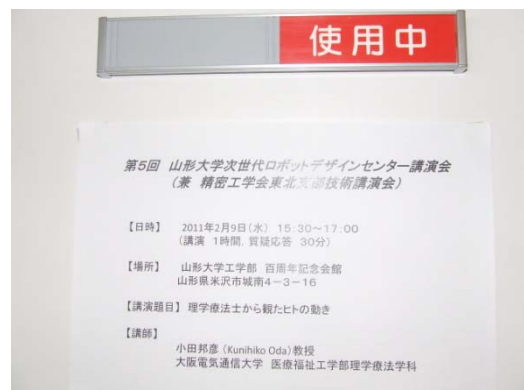 使用中
第5回 山形大学次世代ロボットデザインセンター講演会
(兼 精密工学会東北支部技術講演会)
【日時】 2011年2月9日(水) 15:30~17:00
(講演 1時間, 質疑応答 30分)
【場所】 山形大学工学部 百周年記念会館
山形県米沢市城南4-3-16
【講演題目】 理学療法士から観たヒトの動き
【講師】
小田邦彦 (Kunihiko Oda) 教授
大阪電気通信大学 医療福祉工学部理学療法学科